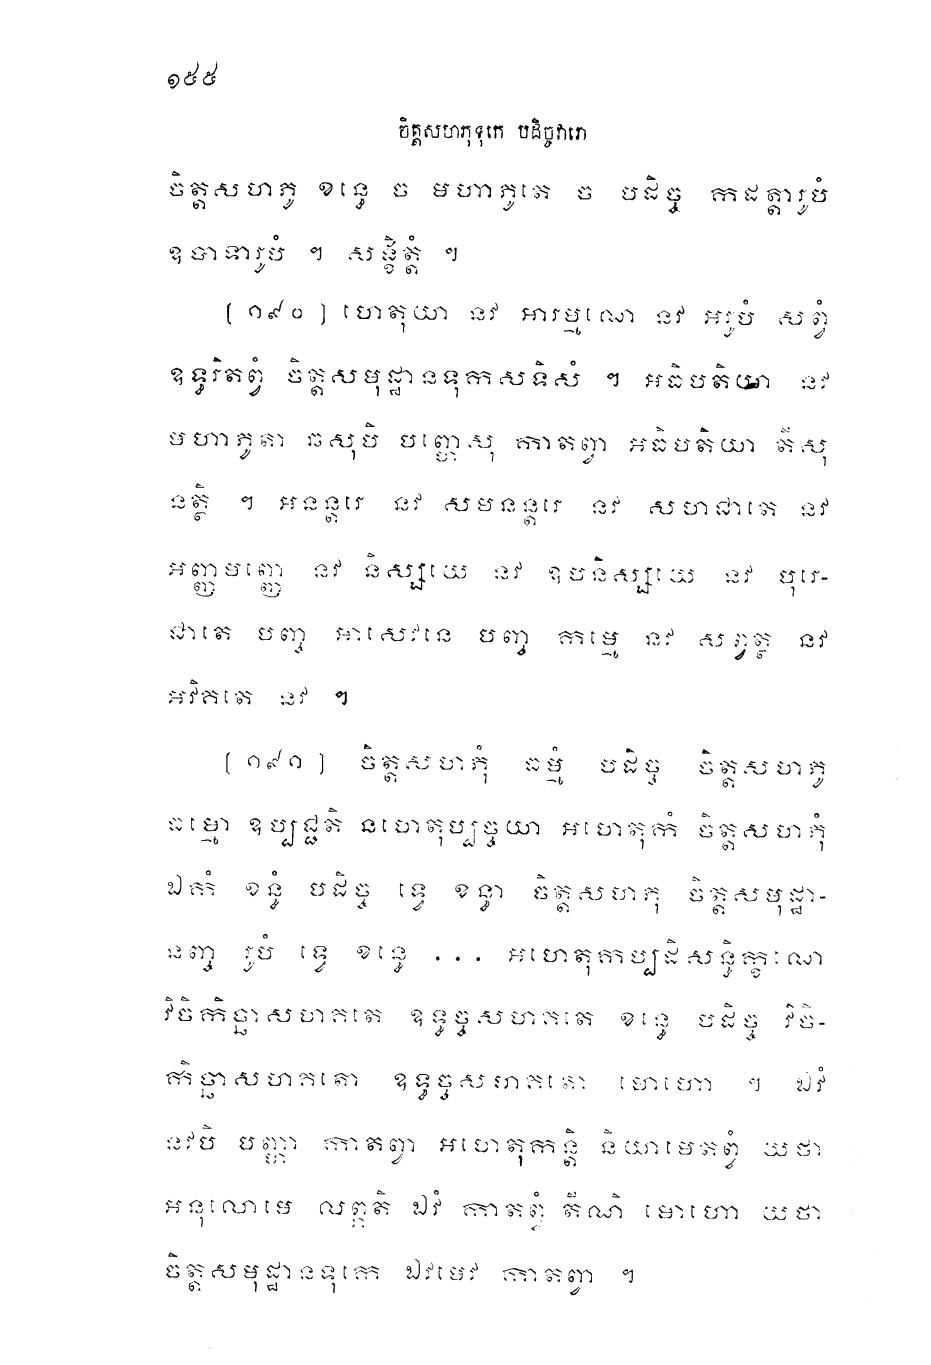 ១៥៥
ចិត្តសហភុទុកេ បដិច្ចវារោ
ចិត្តសហភូ ខន្ធេ ច មហាភូតេ ច បដិច្ច កដត្តារូបំ
ឧបាទារូបំ ។ សង្ខិត្តំ ។
[ ១៩០ ] ហេតុយា នវ អារម្មណេ នវ អរូបំ សព្វំ
ឧទ្ធរិតព្វំ ចិត្តសមុដ្ឋានទុកសទិសំ ។ អធិបតិយា នវ
មហាភូតា ឆសុបិ បញ្ហេសុ កាតព្វា អធិបតិយា តីសុ
នត្ថិ ។ អនន្តរេ នវ សមនន្តរេ នវ សហជាតេ នវ
អញ្ញមញ្ញេ នវ និស្សយេ នវ ឧបនិស្សយេ នវ បុរេ-
ជាតេ បញ្ច អាសេវនេ បញ្ច កម្មេ នវ សព្វត្ថ នវ
អវិគតេ នវ ។
[ ១៩១ ] ចិត្តសហភុំ ធម្មំ បដិច្ច ចិត្តសហភូ
ធម្មោ ឧប្បជ្ជតិ នហេតុប្បច្ចយា អហេតុកំ ចិត្តសហភុំ
ឯកំ ខន្ធំ បដិច្ច ទ្វេ ខន្ធា ចិត្តសហភុ ចិត្តសមុដ្ឋា-
នញ្ច រូបំ ទ្វេ ខន្ធេ ... អហេតុកប្បដិសន្ធិក្ខណេ
វិចិកិច្ឆាសហគតេ ឧទ្ធច្ចសហគតេ ខន្ធេ បដិច្ច វិចិ-
កិច្ឆាសហគតោ ឧទ្ធច្ចសហគតោ មោហោ ។ ឯវំ
នវបិ បញ្ហា កាតព្វា អហេតុកន្តិ និយាមេតព្វំ យថា
អនុលោមេ លព្ភតិ ឯវំ កាតព្វំ តីណិ មោហោ យថា
ចិត្តសមុដ្ឋានទុកេ ឯវមេវ កាតព្វា ។